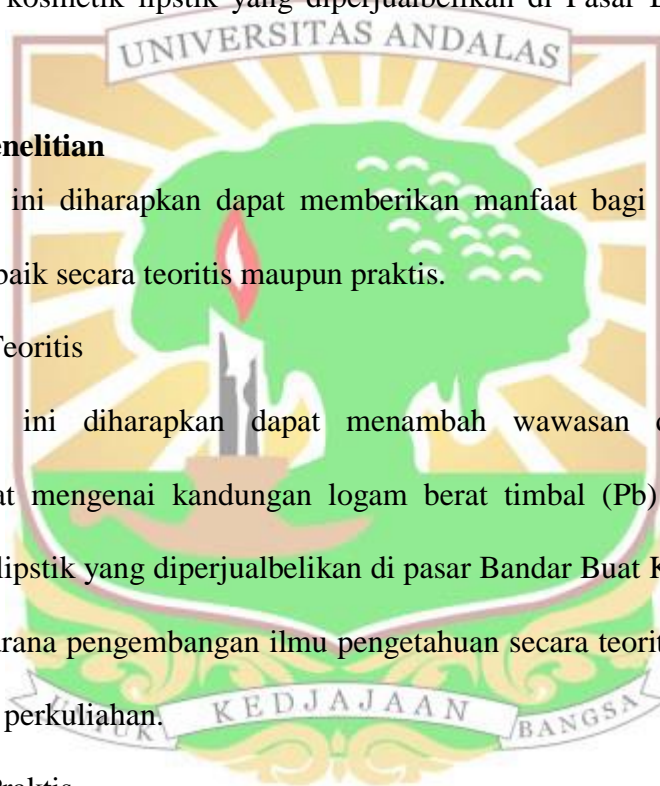 kosmetik lipstik yang diperjualbelikan di Pasar
UNIVERSITAS ANDALAS
enelitian
ini diharapkan dapat memberikan manfaat bagi
baik secara teoritis maupun praktis.
Teoritis
ini diharapkan dapat menambah wawasan
at mengenai kandungan logam berat timbal (Pb)
lipstik yang diperjualbelikan di pasar Bandar Buat K
arana pengembangan ilmu pengetahuan secara teorit
perkuliahan.
UNTUK KEDJAJAAN BANGSA